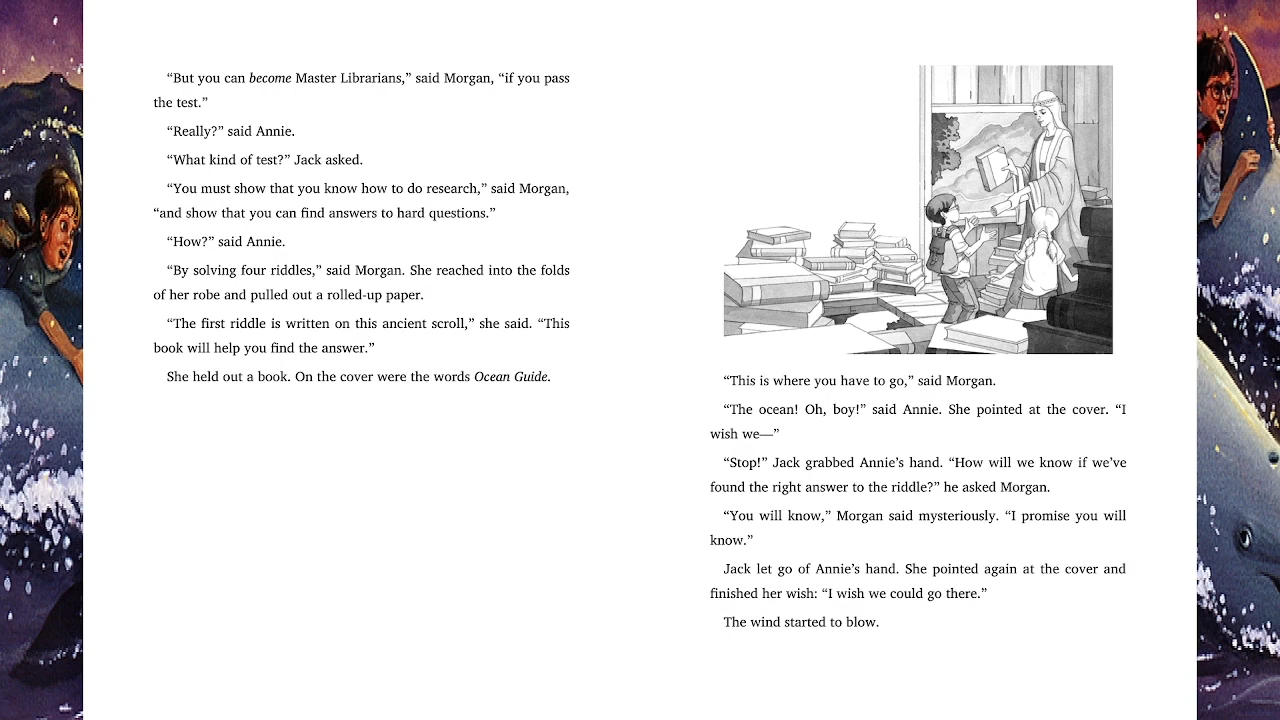 “But you can become Master Librarians,” said Morgan, “if you pass
the test.”
“Really?” said Annie.
“What kind of test?” Jack asked.
“You must show that you know how to do research,” said Morgan,
“and show that you can find answers to hard questions.”
“How?” said Annie.
“By solving four riddles,” said Morgan. She reached into the folds
of her robe and pulled out a rolled-up paper.
“The first riddle is written on this ancient scroll,” she said. “This
book will help you find the answer.”
She held out a book. On the cover were the words Ocean Guide.
“This is where you have to go,” said Morgan.
“The ocean! Oh, boy!” said Annie. She pointed at the cover. “I
wish we—”
“Stop!” Jack grabbed Annie’s hand. “How will we know if we’ve
found the right answer to the riddle?” he asked Morgan.
“You will know,” Morgan said mysteriously. “I promise you will
know.”
Jack let go of Annie’s hand. She pointed again at the cover and
finished her wish: “I wish we could go there.”
The wind started to blow.